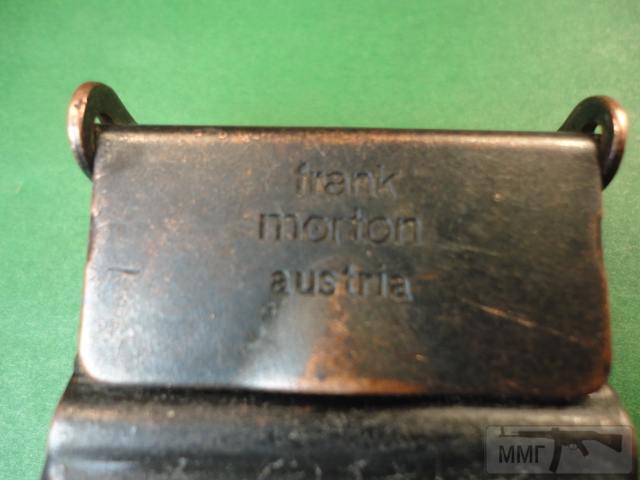 frank
morton
austria
ММГ